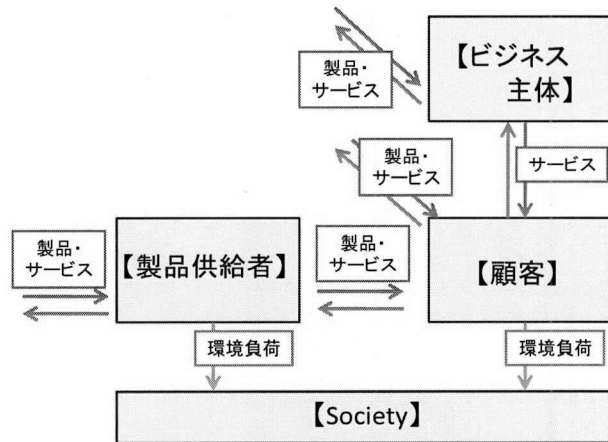 【ビジネス
主体】
製品・
サービス
製品・
サービス
サービス
製品・
サービス
【製品供給者】
製品・
サービス
【顧客】
環境負荷
環境負荷
【Society】